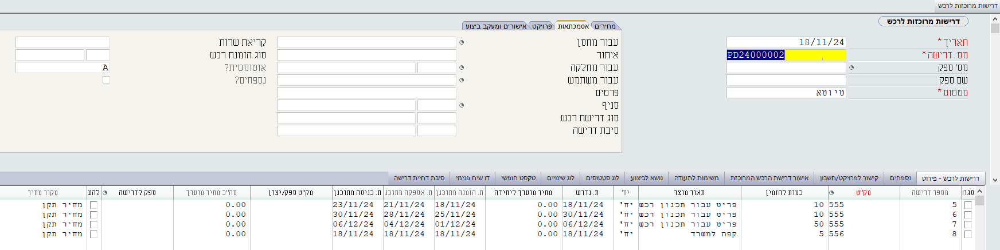 דרישות מרוכזות לרכש
דרישות מרוכזות לרכש
תאריך * 18/11/24
מס. דרישה * PD24000002
מס' ספק
שם ספק
סטטוס * טיוטא
מחירים אסמכתאות פרויקט אישורים ומעקב ביצוע
עבור מחסן קריאת שרות
איתור סוג הזמנת רכש
עבור מחלקה אוטומטית? A
עבור משתמש נספחים?
פרטים
סניף
סוג דרישת רכש
סיבת דרישה
דרישות לרכש - פירוט נספחים קישור לפרויקט/חשבון אישור דרישת הרכש המרוכזת משימות לתעודה נושא לביצוע לוג סטטוסים לוג שינויים טקסט חופשי דו שיח פנימי סיבת דחיית דרישה
סגרו מספר דרישה מק"ט כמות להזמין תאור מוצר יח' ת. נדרש מחיר מוערך ליחידה ת. הזמנה מתוכנן ת. אספקה מתוכנן ת. כניסה מתוכנן מק"ט ספק/יצרן סה"כ מחיר מוערך ספק לדרישה להע מקור מחיר
5 555 10 פריט עבור תכנון רכש יח' 18/11/24 0.00 18/11/24 21/11/24 23/11/24 0.00 מחיר תקן
6 555 10 פריט עבור תכנון רכש יח' 30/11/24 0.00 25/11/24 28/11/24 30/11/24 0.00 מחיר תקן
7 555 50 פריט עבור תכנון רכש יח' 06/12/24 0.00 01/12/24 04/12/24 06/12/24 0.00 מחיר תקן
8 556 5 קפה למשרד יח' 18/11/24 0.00 18/11/24 18/11/24 18/11/24 0.00 מחיר תקן